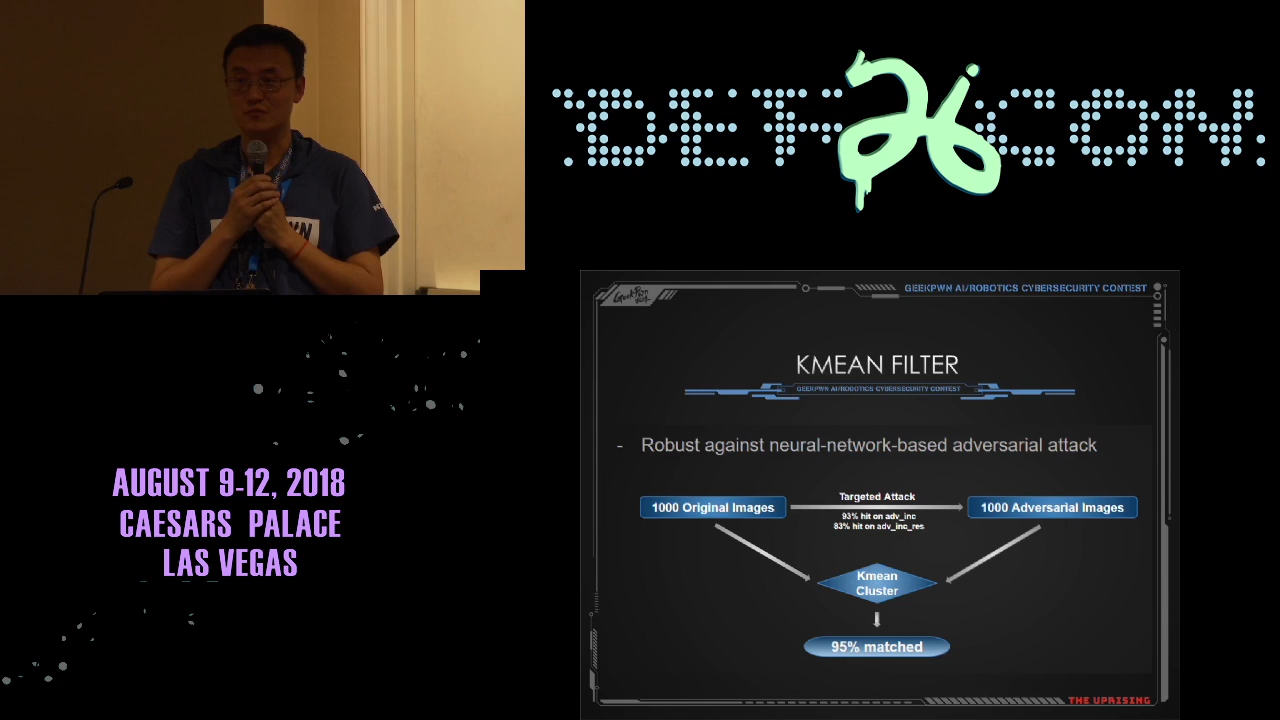 DEF CON
26
AUGUST 9-12, 2018
CAESARS PALACE
LAS VEGAS
GEEKPWN AI/ROBOTICS CYBERSECURITY CONTEST
KMEAN FILTER
GEEKPWN AI/ROBOTICS CYBERSECURITY CONTEST
- Robust against neural-network-based adversarial attack
1000 Original Images
Targeted Attack
93% hit on adv_inc
83% hit on adv_inc_res
1000 Adversarial Images
Kmean
Cluster
95% matched
THE UPRISING